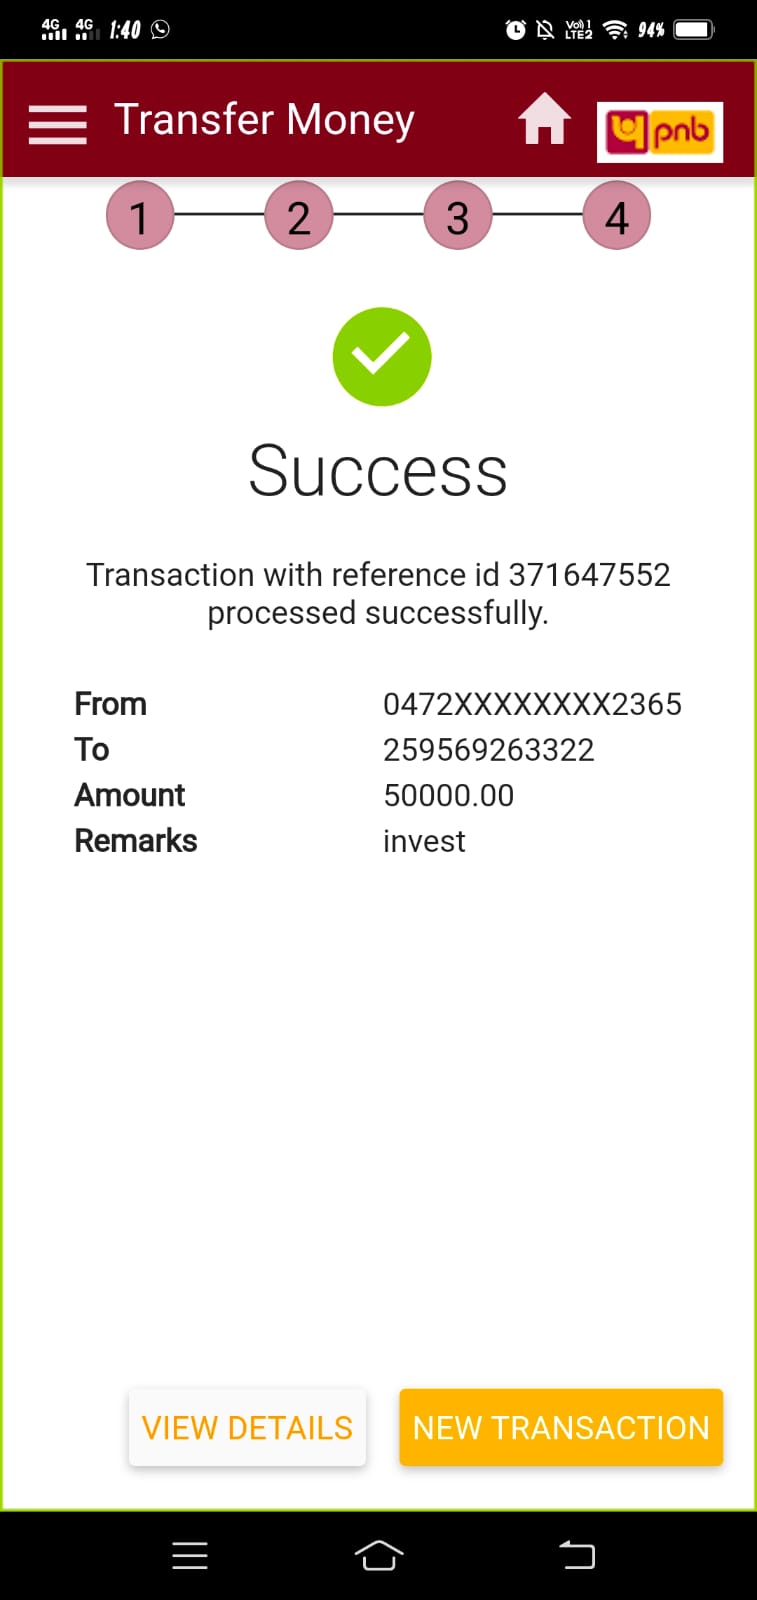 4G 4G 1:40 Vo)) 1 LTE2 94%
Transfer Money pnb
1 2 3 4
Success
Transaction with reference id 371647552
processed successfully.
From 0472XXXXXXXX2365
To 259569263322
Amount 50000.00
Remarks invest
VIEW DETAILS NEW TRANSACTION